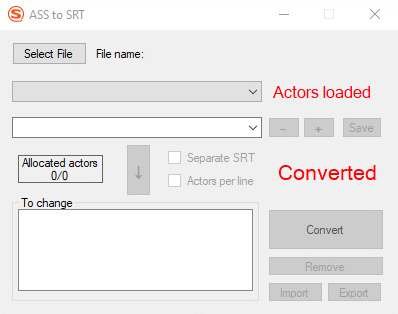 ASS to SRT
Select File File name:
Actors loaded
- + Save
Allocated actors
0/0
↓
Separate SRT
Actors per line
Converted
To change
Convert
Remove
Import Export